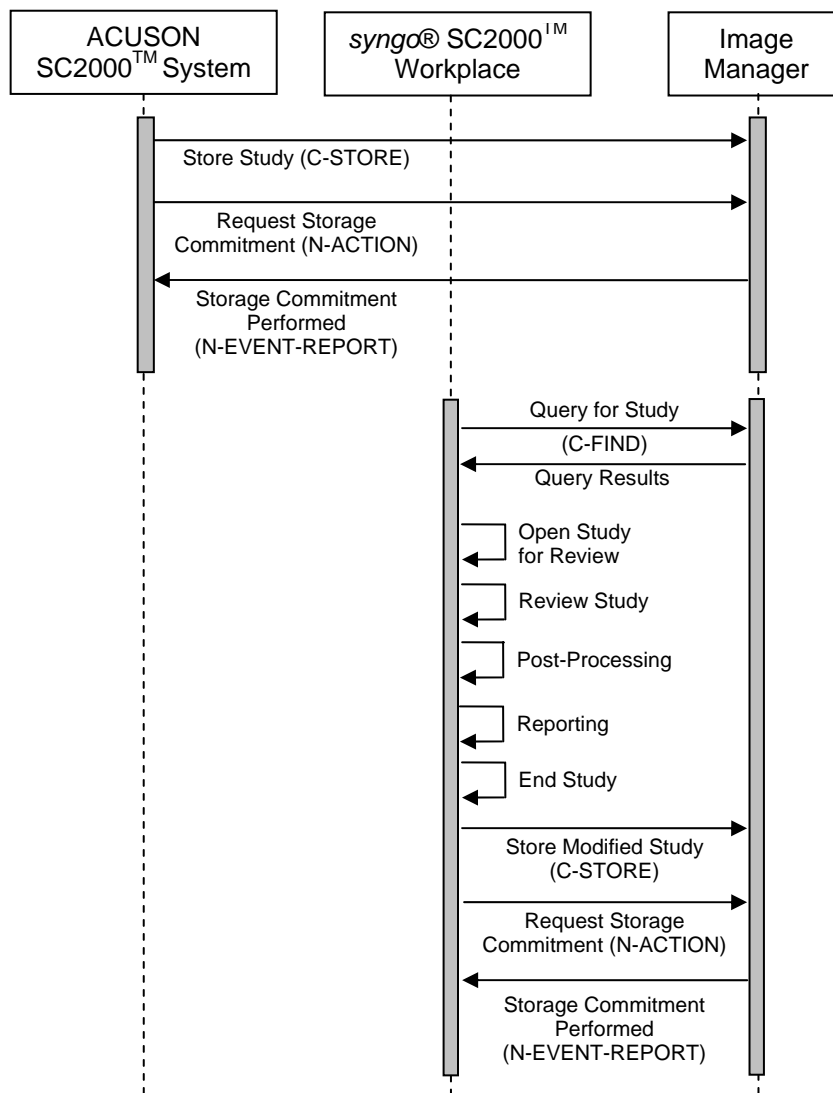 ACUSON
SC2000™ System
syngo® SC2000™
Workplace
Image
Manager
Store Study (C-STORE)
Request Storage
Commitment (N-ACTION)
Storage Commitment
Performed
(N-EVENT-REPORT)
Query for Study
(C-FIND)
Query Results
Open Study
for Review
Review Study
Post-Processing
Reporting
End Study
Store Modified Study
(C-STORE)
Request Storage
Commitment (N-ACTION)
Storage Commitment
Performed
(N-EVENT-REPORT)